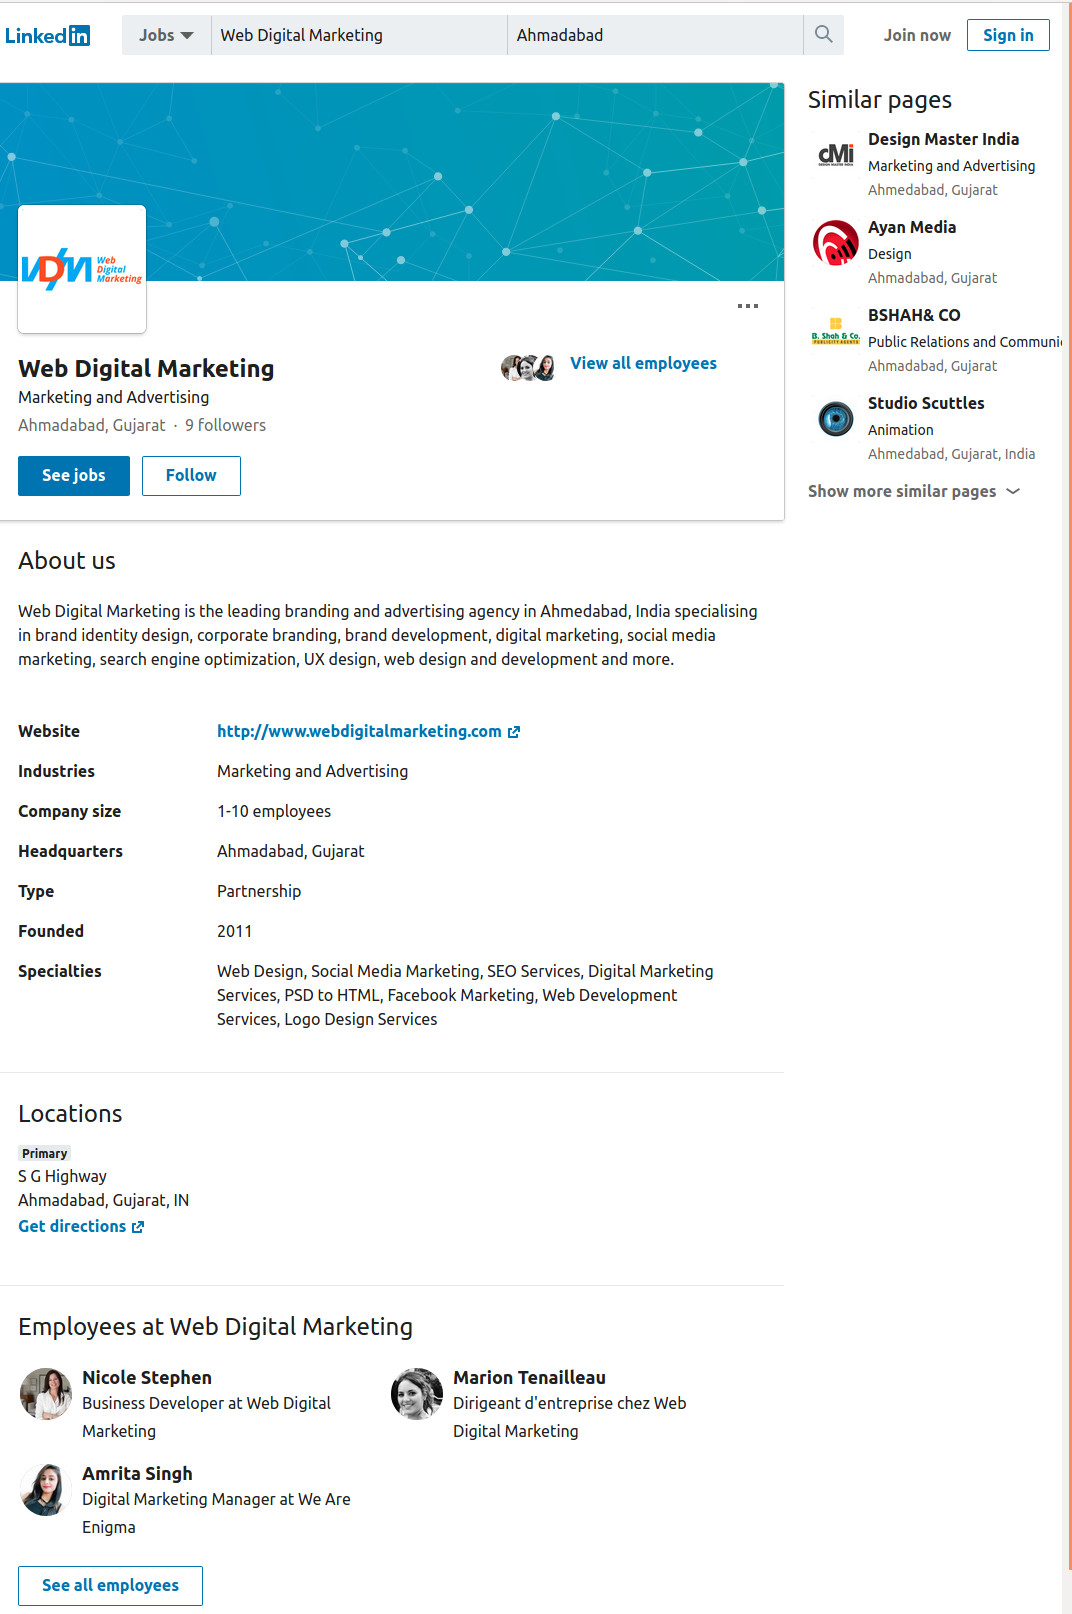 LinkedIn
Jobs
Web Digital Marketing
Ahmadabad
Join now
Sign in
WDM Web
Digital
Marketing
Web Digital Marketing
Marketing and Advertising
Ahmadabad, Gujarat · 9 followers
View all employees
See jobs
Follow
Similar pages
CMI
DESIGN MASTER INDIA
Design Master India
Marketing and Advertising
Ahmedabad, Gujarat
Ayan Media
Design
Ahmadabad, Gujarat
B. Shah & Co.
PUBLICITY AGENTS
BSHAH& CO
Public Relations and Communi
Ahmadabad, Gujarat
Studio Scuttles
Animation
Ahmedabad, Gujarat, India
Show more similar pages
About us
Web Digital Marketing is the leading branding and advertising agency in Ahmedabad, India specialising
in brand identity design, corporate branding, brand development, digital marketing, social media
marketing, search engine optimization, UX design, web design and development and more.
Website http://www.webdigitalmarketing.com
Industries Marketing and Advertising
Company size 1-10 employees
Headquarters Ahmadabad, Gujarat
Type Partnership
Founded 2011
Specialties Web Design, Social Media Marketing, SEO Services, Digital Marketing
Services, PSD to HTML, Facebook Marketing, Web Development
Services, Logo Design Services
Locations
Primary
S G Highway
Ahmadabad, Gujarat, IN
Get directions
Employees at Web Digital Marketing
Nicole Stephen
Business Developer at Web Digital
Marketing
Marion Tenailleau
Dirigeant d'entreprise chez Web
Digital Marketing
Amrita Singh
Digital Marketing Manager at We Are
Enigma
See all employees